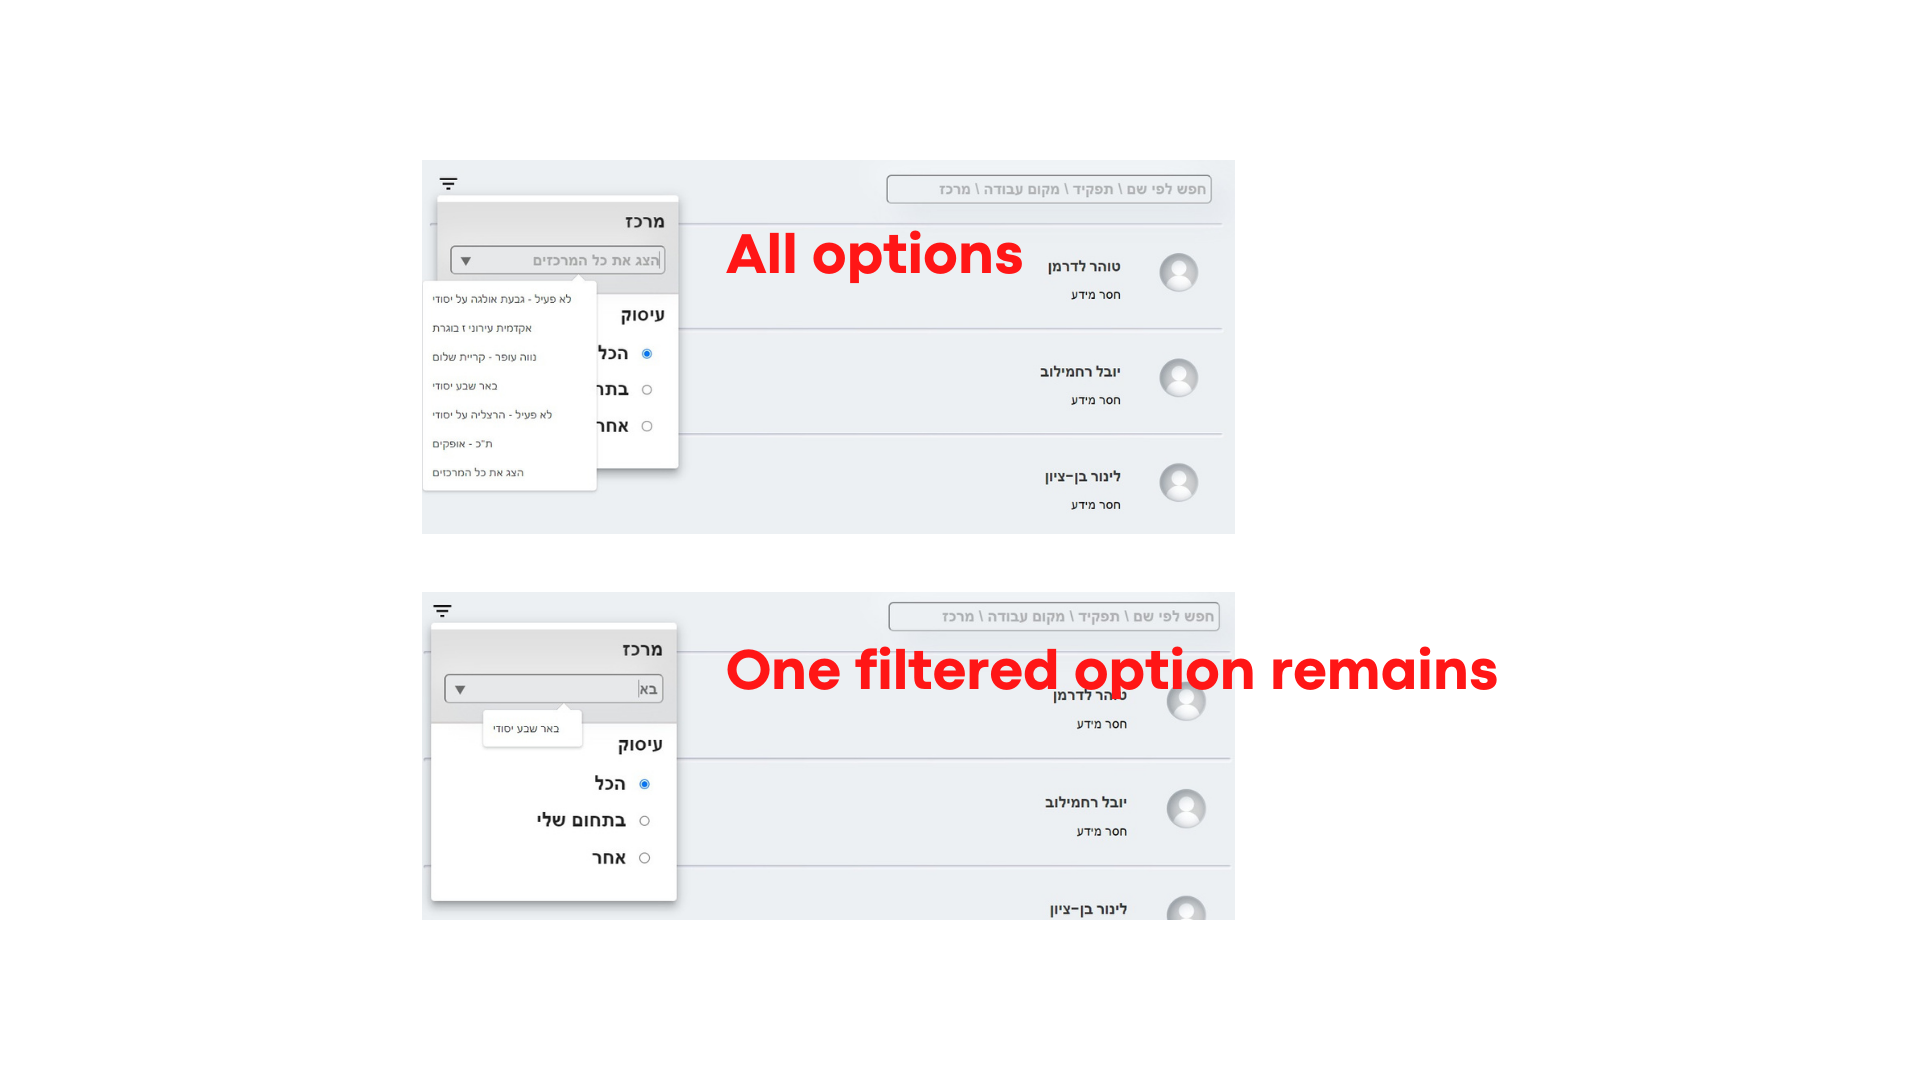 חפש לפי שם \ תפקיד \ מקום עבודה \ מרכז
מרכז
הצג את כל המרכזים
לא פעיל - גבעת אולגה על יסודי
אקדמית עירוני ז בוגרת
נווה עופר - קריית שלום
באר שבע יסודי
לא פעיל - הרצליה על יסודי
ת"כ - אופקים
הצג את כל המרכזים
עיסוק
הכל
בתח
אחר
All options
טוהר לדרמן
חסר מידע
יובל רחמילוב
חסר מידע
לינור בן-ציון
חסר מידע
חפש לפי שם \ תפקיד \ מקום עבודה \ מרכז
מרכז
בא
באר שבע יסודי
עיסוק
הכל
בתחום שלי
אחר
One filtered option remains
טוהר לדרמן
חסר מידע
יובל רחמילוב
חסר מידע
לינור בן-ציון